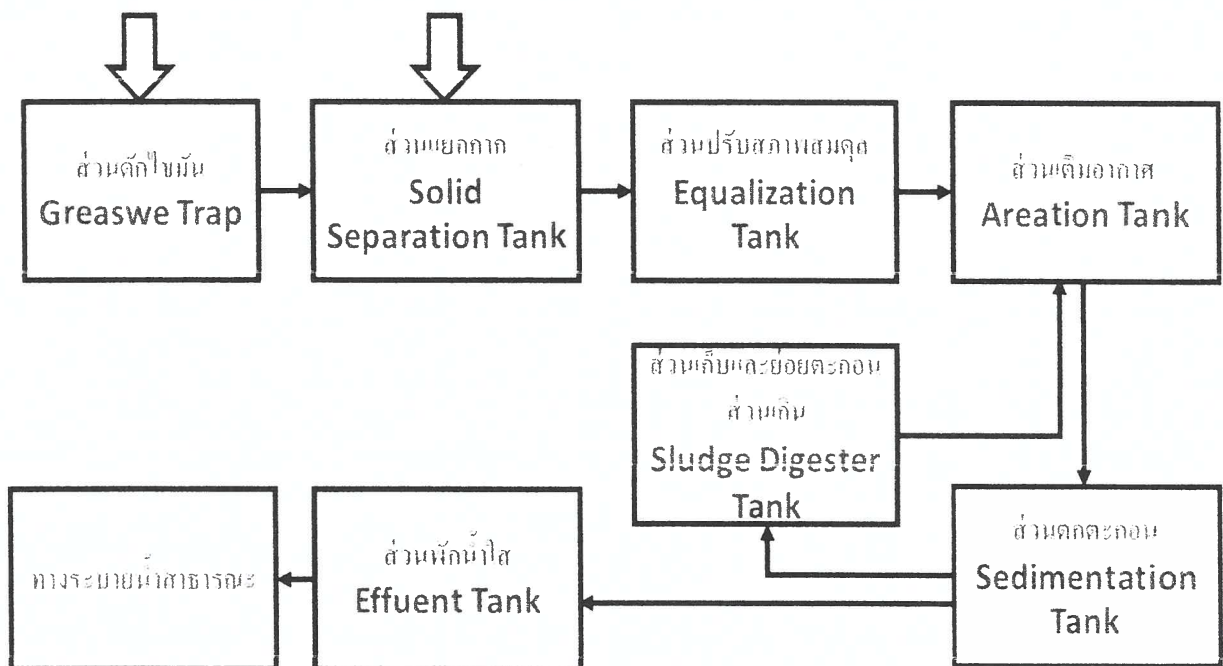 ส่วนดักไขมัน
Greaswe Trap
ส่วนแยกกาก
Solid
Separation Tank
ส่วนปรับสภาพสมดุล
Equalization
Tank
ส่วนเติมอากาศ
Areation Tank
ส่วนเก็บและย่อยตะกอน
ส่วนเกิน
Sludge Digester
Tank
ส่วนตกตะกอน
Sedimentation
Tank
ส่วนพักน้ำใส
Effuent Tank
ทางระบายน้ำสาธารณะ